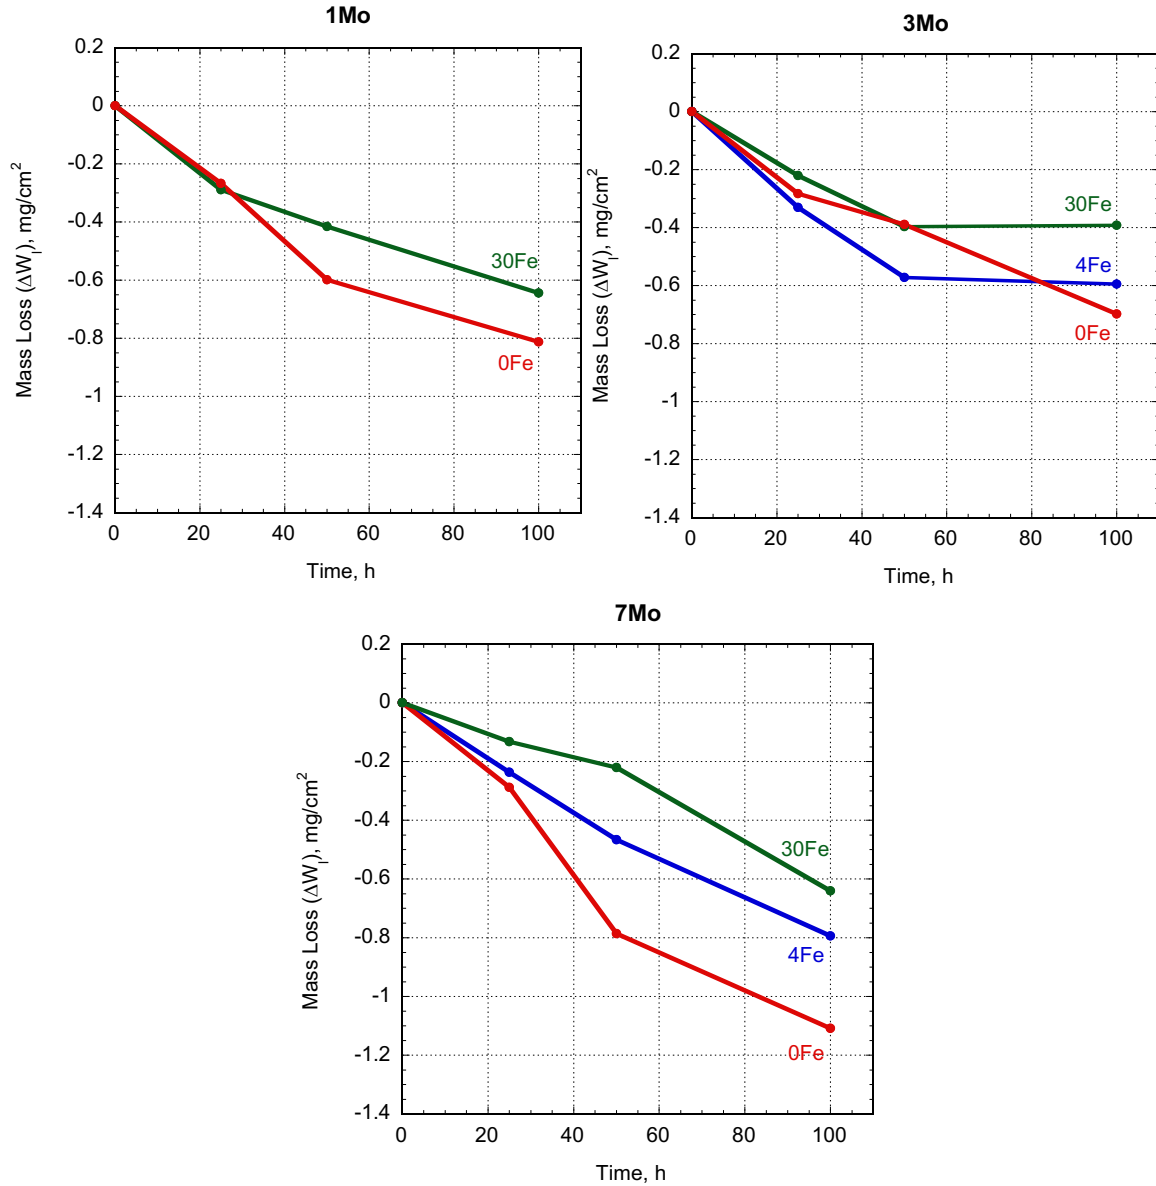 1Mo
0.2
0
-0.2
-0.4
-0.6
-0.8
-1
-1.2
-1.4
0 20 40 60 80 100
Time, h
Mass Loss (ΔW_l), mg/cm²
30Fe
0Fe
3Mo
0.2
0
-0.2
-0.4
-0.6
-0.8
-1
-1.2
-1.4
0 20 40 60 80 100
Time, h
Mass Loss (ΔW_l), mg/cm²
30Fe
4Fe
0Fe
7Mo
0.2
0
-0.2
-0.4
-0.6
-0.8
-1
-1.2
-1.4
0 20 40 60 80 100
Time, h
Mass Loss (ΔW_l), mg/cm²
30Fe
4Fe
0Fe